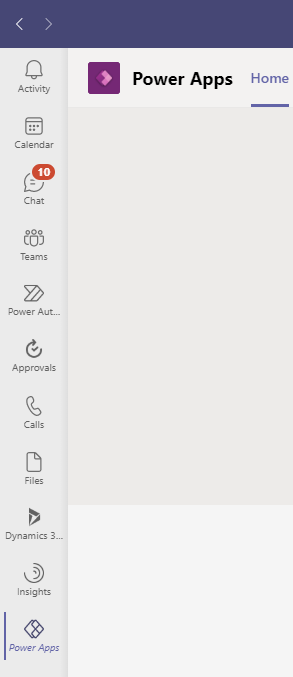 Power Apps Home
Activity
Calendar
10
Chat
Teams
Power Aut...
Approvals
Calls
Files
Dynamics 3...
Insights
Power Apps